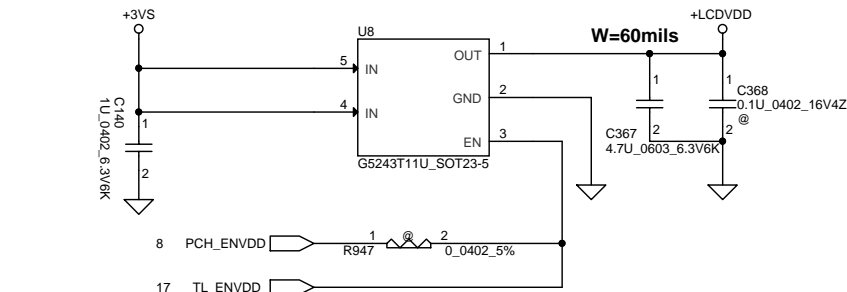 +3VS
+LCDVDD
U8
W=60mils
5 IN OUT 1
GND 2
4 IN
EN 3
G5243T11U_SOT23-5
C140
1U_0402_6.3V6K
1
2
1
2
C367
4.7U_0603_6.3V6K
1
2
C368
0.1U_0402_16V4Z
@
8 PCH_ENVDD 1 @ 2
R947 0_0402_5%
17 TL_ENVDD